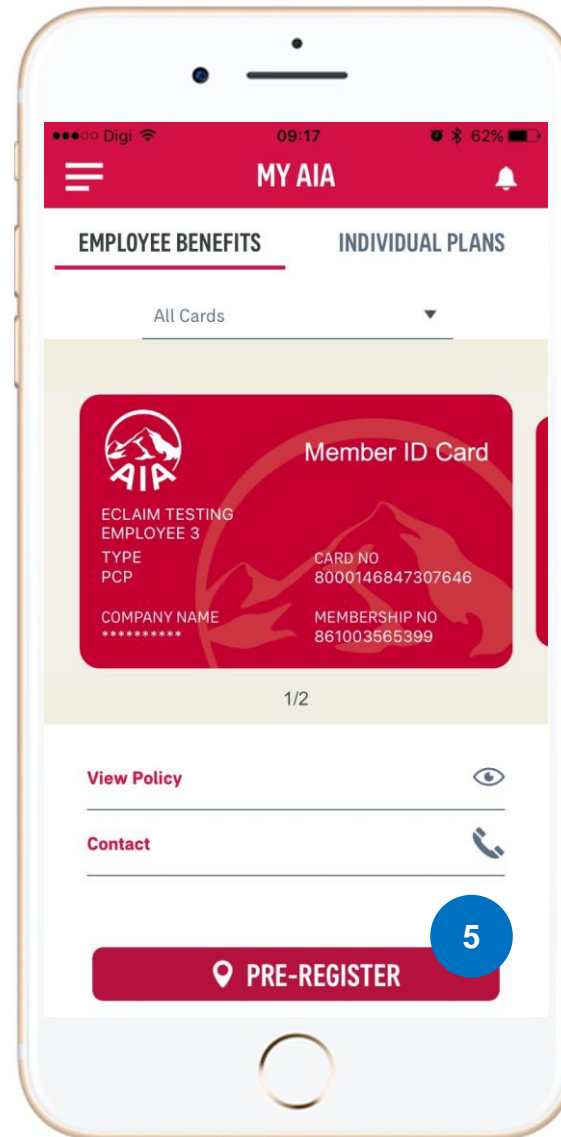 Digi 09:17 62%
MY AIA
EMPLOYEE BENEFITS INDIVIDUAL PLANS
All Cards
AIA
Member ID Card
ECLAIM TESTING
EMPLOYEE 3
TYPE CARD NO
PCP 8000146847307646
COMPANY NAME MEMBERSHIP NO
********** 861003565399
1/2
View Policy
Contact
5
PRE-REGISTER